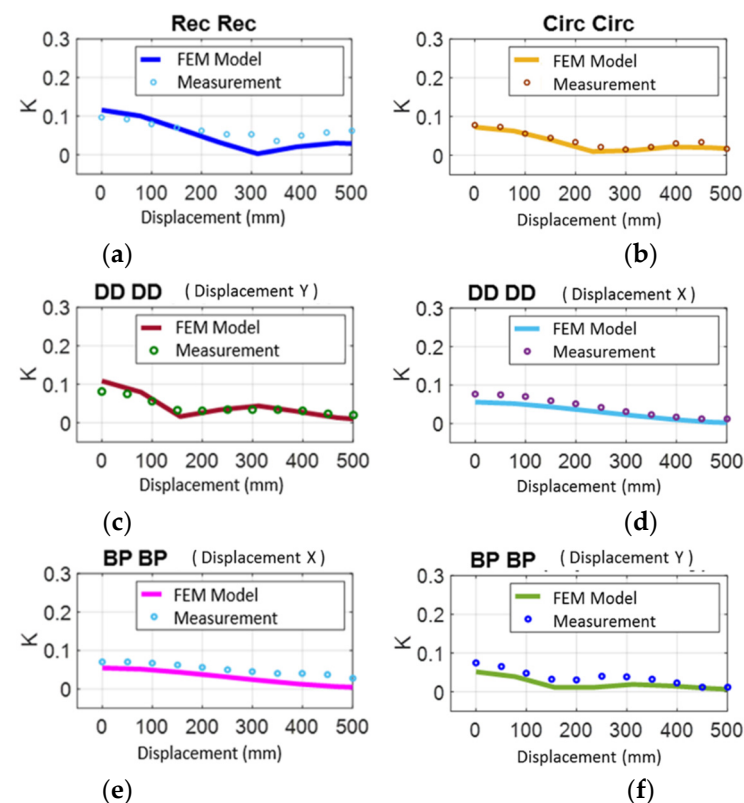 Rec Rec
0.3
0.2
0.1
0
K
FEM Model
Measurement
0 100 200 300 400 500
Displacement (mm)
(a)
Circ Circ
0.3
0.2
0.1
0
K
FEM Model
Measurement
0 100 200 300 400 500
Displacement (mm)
(b)
DD DD ( Displacement Y )
0.3
0.2
0.1
0
K
FEM Model
Measurement
0 100 200 300 400 500
Displacement (mm)
(c)
DD DD ( Displacement X )
0.3
0.2
0.1
0
K
FEM Model
Measurement
0 100 200 300 400 500
Displacement (mm)
(d)
BP BP ( Displacement X )
0.3
0.2
0.1
0
K
FEM Model
Measurement
0 100 200 300 400 500
Displacement (mm)
(e)
BP BP ( Displacement Y )
0.3
0.2
0.1
0
K
FEM Model
Measurement
0 100 200 300 400 500
Displacement (mm)
(f)